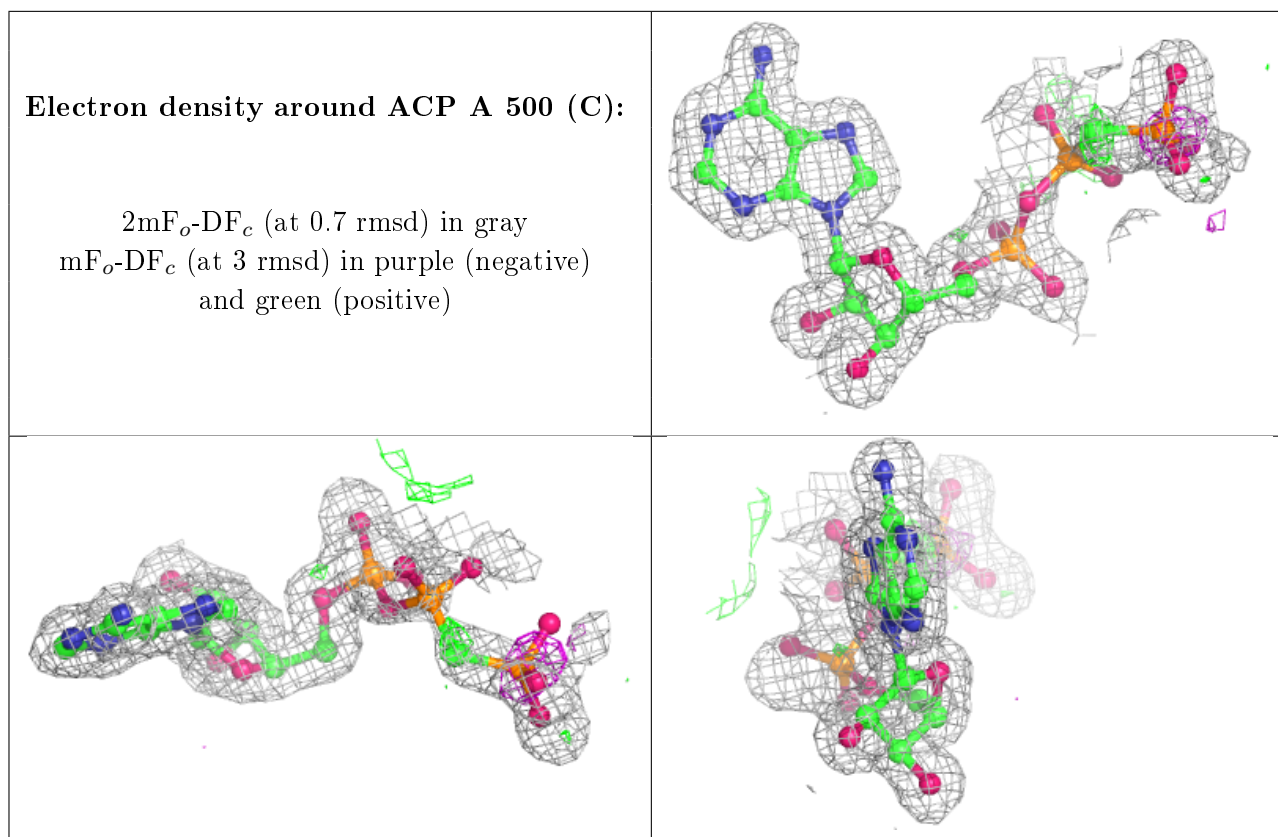 Electron density around ACP A 500 (C):
2mFₒ-DF𝒸 (at 0.7 rmsd) in gray
mFₒ-DF𝒸 (at 3 rmsd) in purple (negative)
and green (positive)